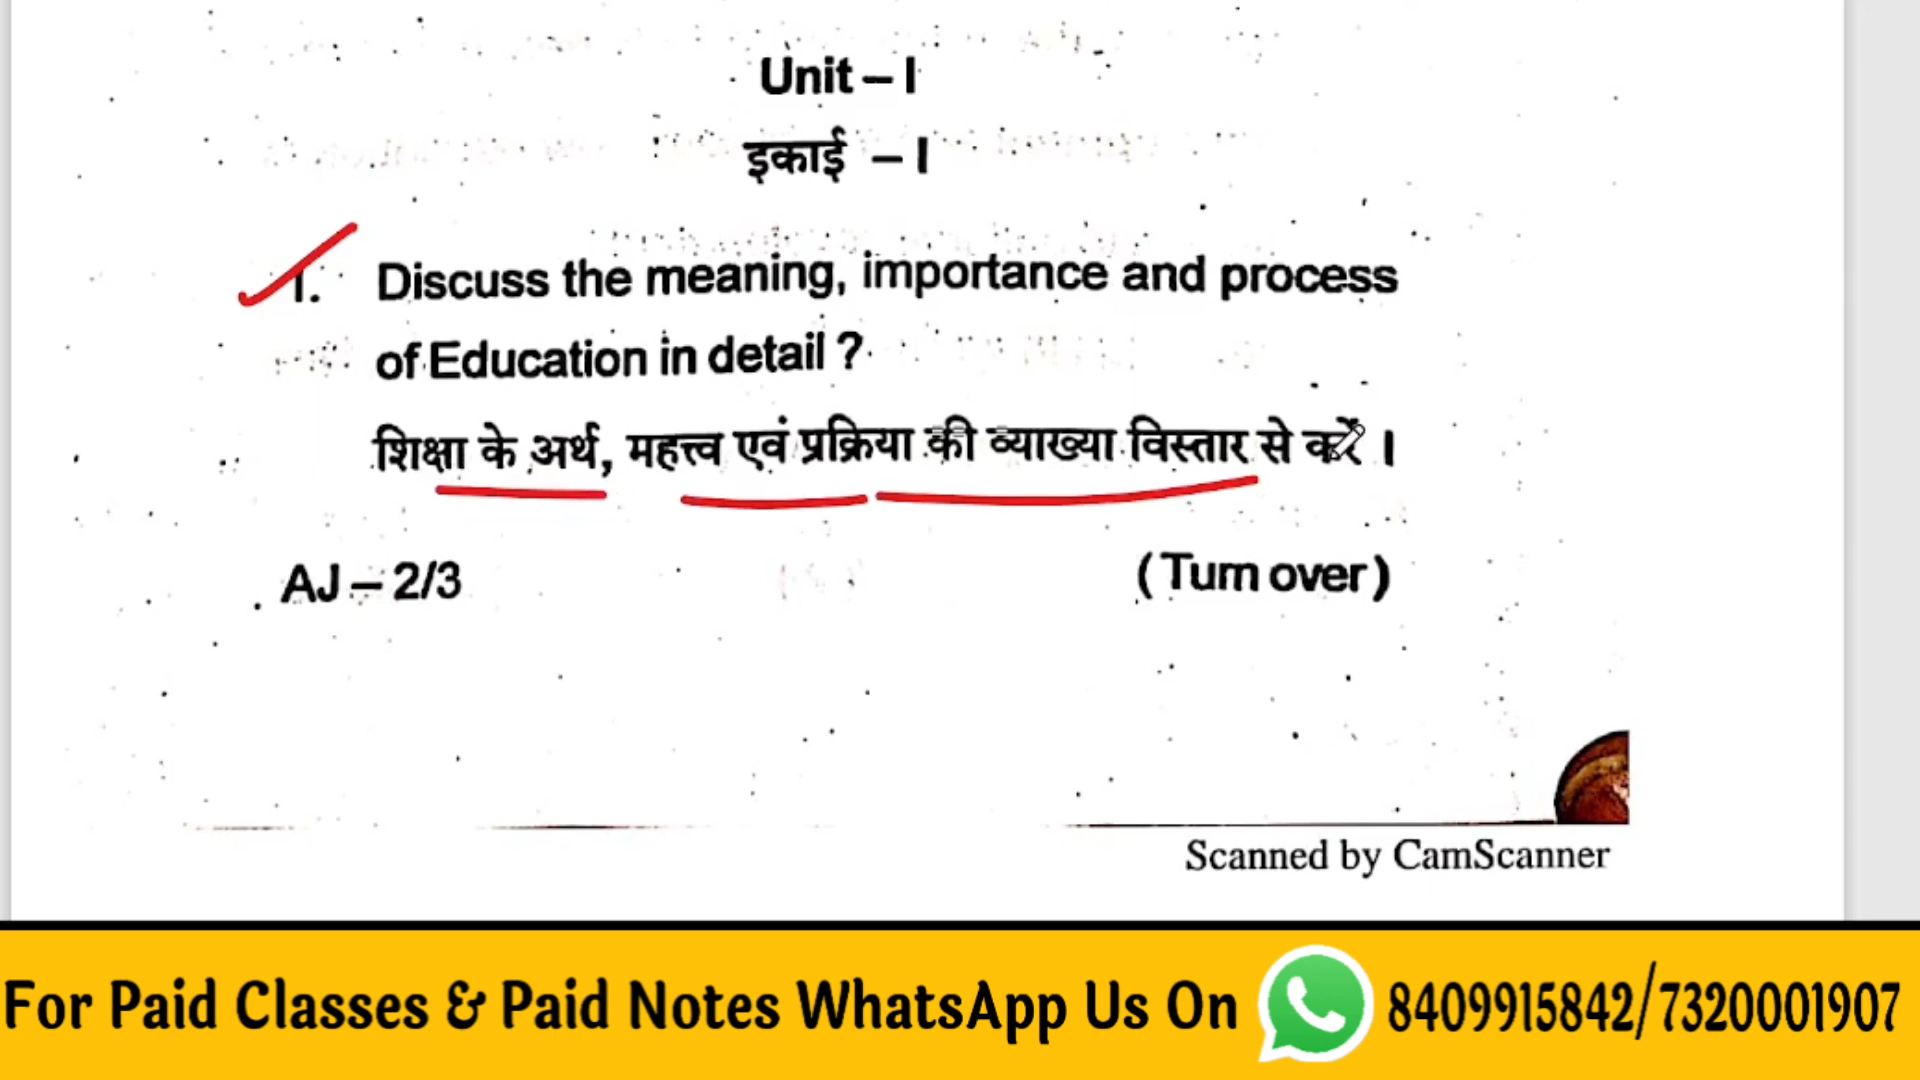 Unit – I
इकाई – I
1. Discuss the meaning, importance and process
of Education in detail ?
शिक्षा के अर्थ, महत्त्व एवं प्रक्रिया की व्याख्या विस्तार से करें ।
AJ – 2/3 (Turn over)
Scanned by CamScanner
For Paid Classes & Paid Notes WhatsApp Us On 8409915842/7320001907